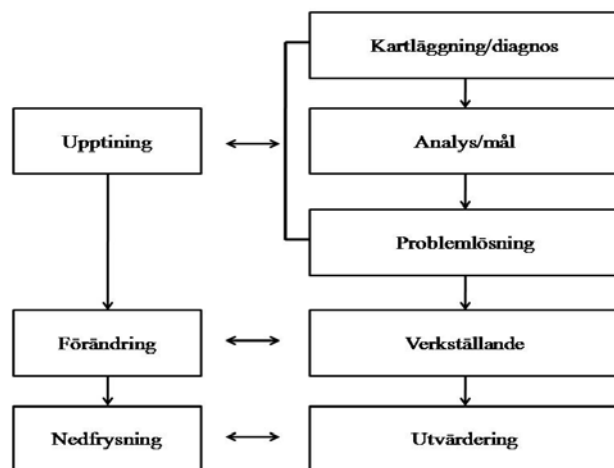 Kartläggning/diagnos
Upptining
Analys/mål
Problemlösning
Förändring
Verkställande
Nedfrysning
Utvärdering